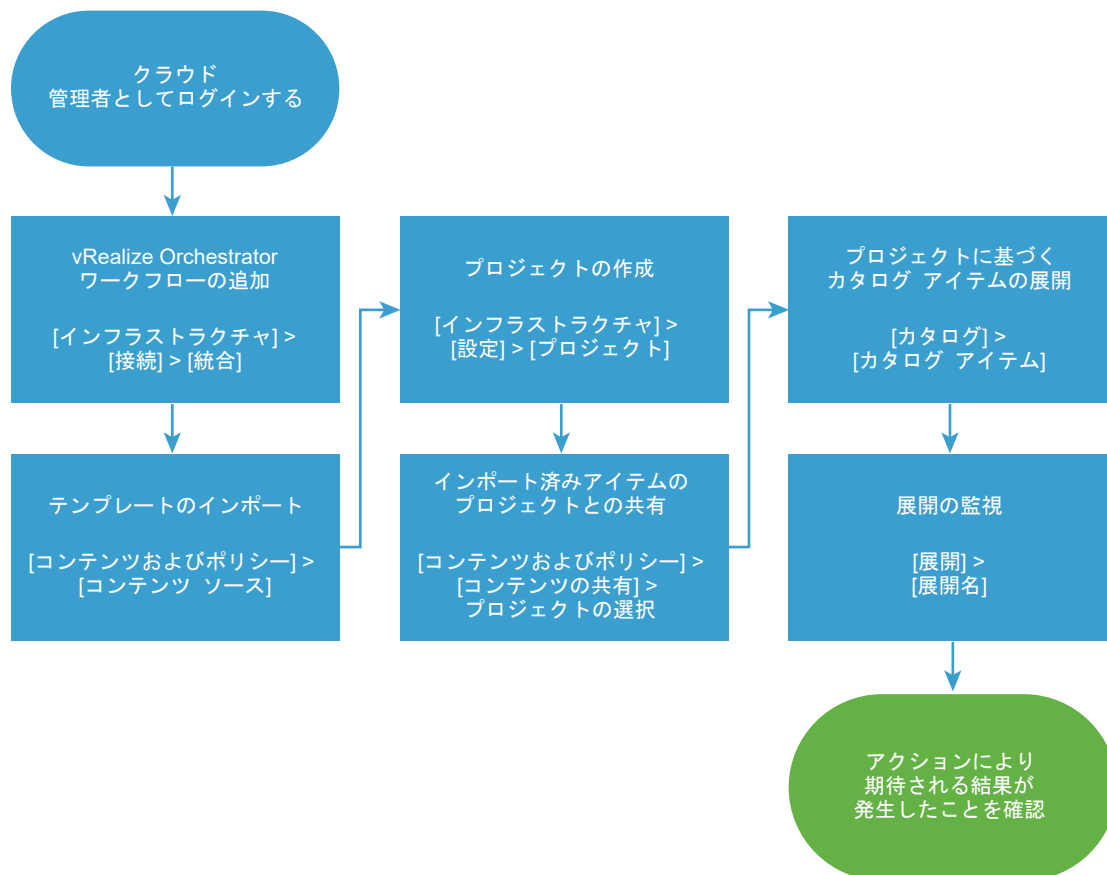 クラウド
管理者としてログインする
vRealize Orchestrator
ワークフローの追加
[インフラストラクチャ] >
[接続] > [統合]
テンプレートのインポート
[コンテンツおよびポリシー] >
[コンテンツ ソース]
プロジェクトの作成
[インフラストラクチャ] >
[設定] > [プロジェクト]
インポート済みアイテムの
プロジェクトとの共有
[コンテンツおよびポリシー] >
[コンテンツの共有] >
プロジェクトの選択
プロジェクトに基づく
カタログ アイテムの展開
[カタログ] >
[カタログ アイテム]
展開の監視
[展開] >
[展開名]
アクションにより
期待される結果が
発生したことを確認